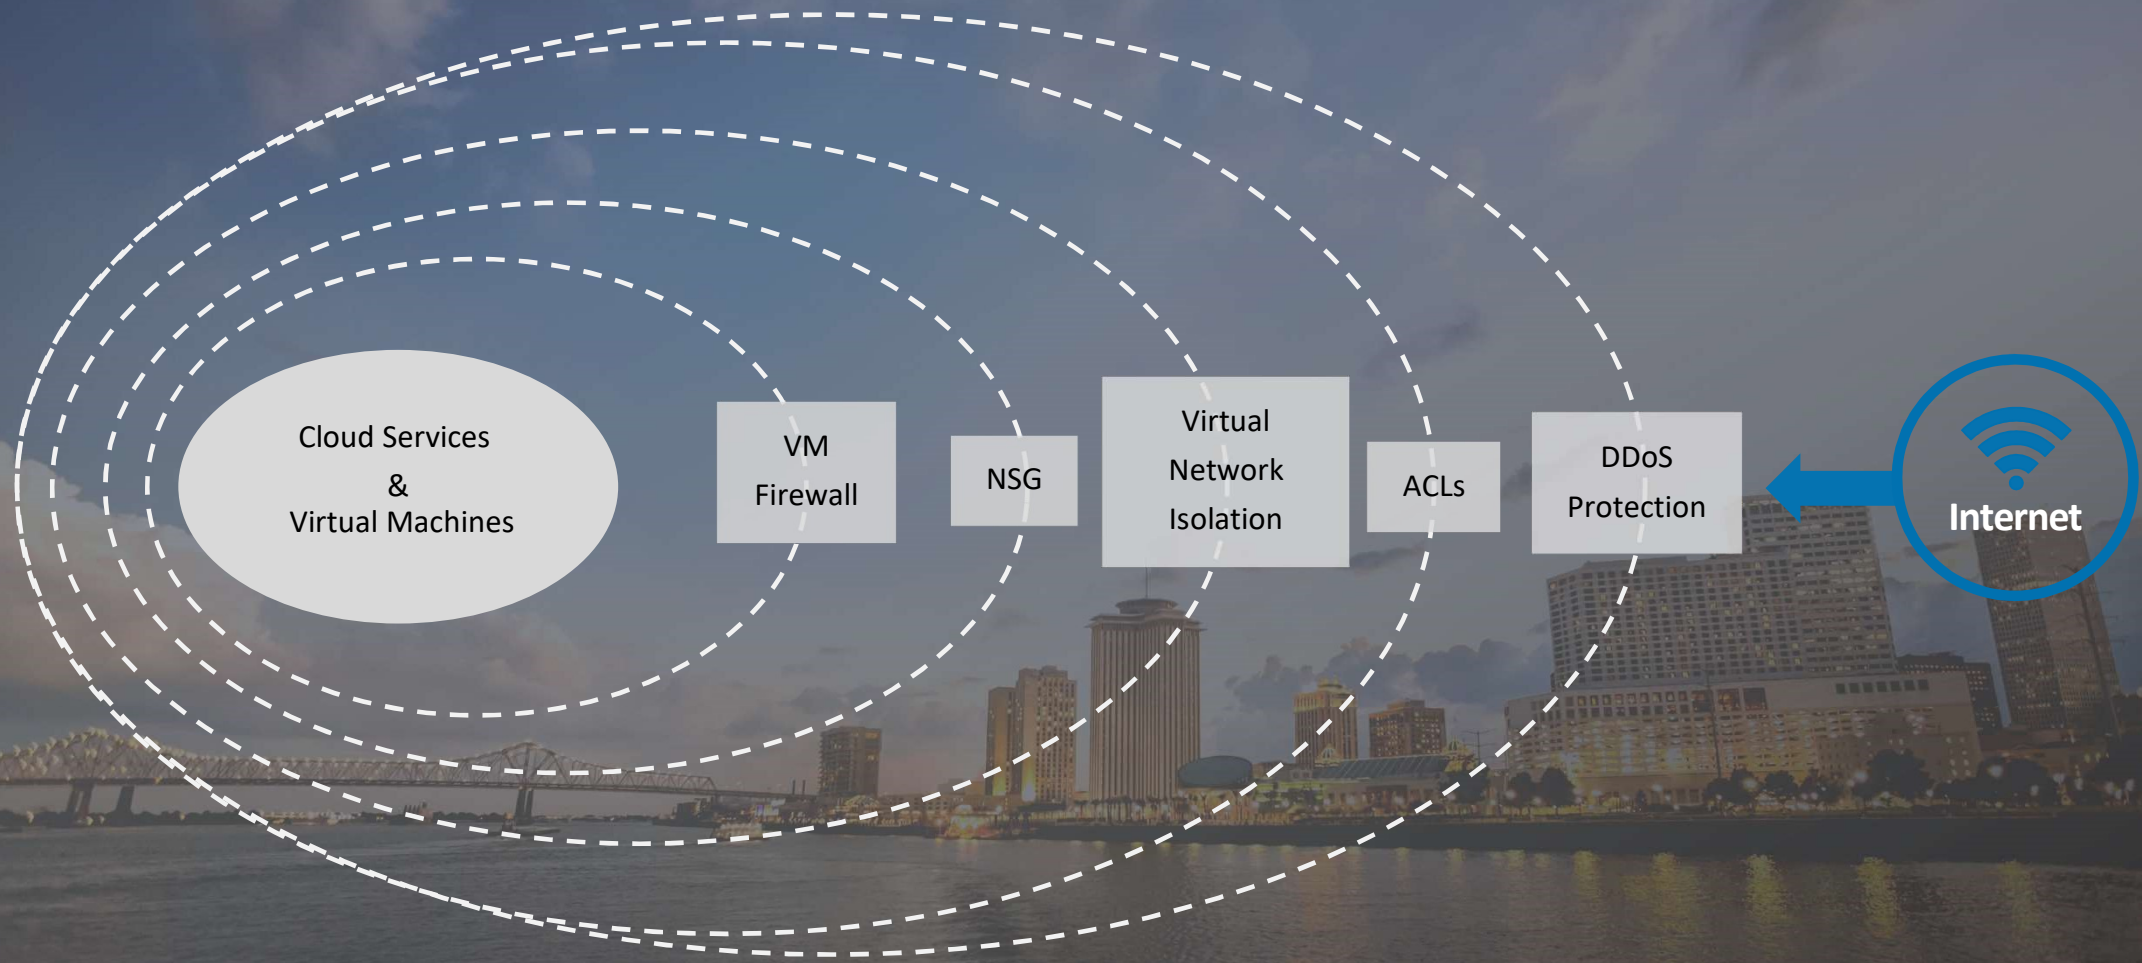 Cloud Services
&
Virtual Machines
VM
Firewall
NSG
Virtual
Network
Isolation
ACLs
DDoS
Protection
Internet